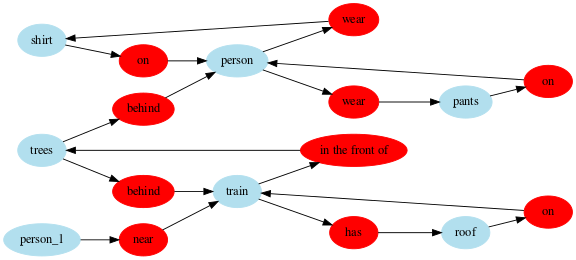 wear
shirt
on
person
on
wear
pants
behind
trees
in the front of
behind
train
on
person_1
near
has
roof